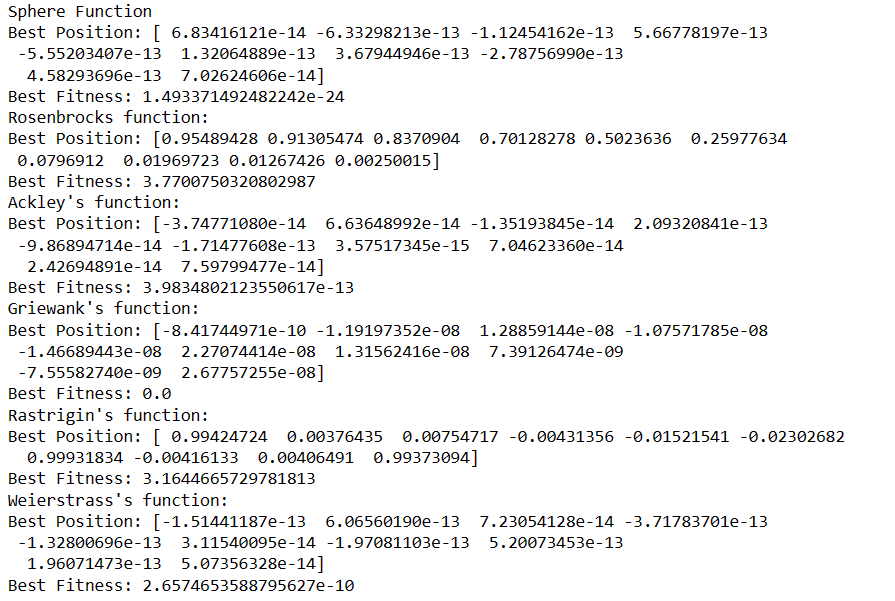 Sphere Function
Best Position: [ 6.83416121e-14 -6.33298213e-13 -1.12454162e-13  5.66778197e-13
 -5.55203407e-13  1.32064889e-13  3.67944946e-13 -2.78756990e-13
  4.58293696e-13  7.02624606e-14]
Best Fitness: 1.493371492482242e-24
Rosenbrocks function:
Best Position: [0.95489428 0.91305474 0.8370904  0.70128278 0.5023636  0.25977634
 0.0796912  0.01969723 0.01267426 0.00250015]
Best Fitness: 3.7700750320802987
Ackley's function:
Best Position: [-3.74771080e-14  6.63648992e-14 -1.35193845e-14  2.09320841e-13
 -9.86894714e-14 -1.71477608e-13  3.57517345e-15  7.04623360e-14
  2.42694891e-14  7.59799477e-14]
Best Fitness: 3.9834802123550617e-13
Griewank's function:
Best Position: [-8.41744971e-10 -1.19197352e-08  1.28859144e-08 -1.07571785e-08
 -1.46689443e-08  2.27074414e-08  1.31562416e-08  7.39126474e-09
 -7.55582740e-09  2.67757255e-08]
Best Fitness: 0.0
Rastrigin's function:
Best Position: [ 0.99424724  0.00376435  0.00754717 -0.00431356 -0.01521541 -0.02302682
  0.99931834 -0.00416133  0.00406491  0.99373094]
Best Fitness: 3.1644665729781813
Weierstrass's function:
Best Position: [-1.51441187e-13  6.06560190e-13  7.23054128e-14 -3.71783701e-13
 -1.32800696e-13  3.11540095e-14 -1.97081103e-13  5.20073453e-13
  1.96071473e-13  5.07356328e-14]
Best Fitness: 2.6574653588795627e-10